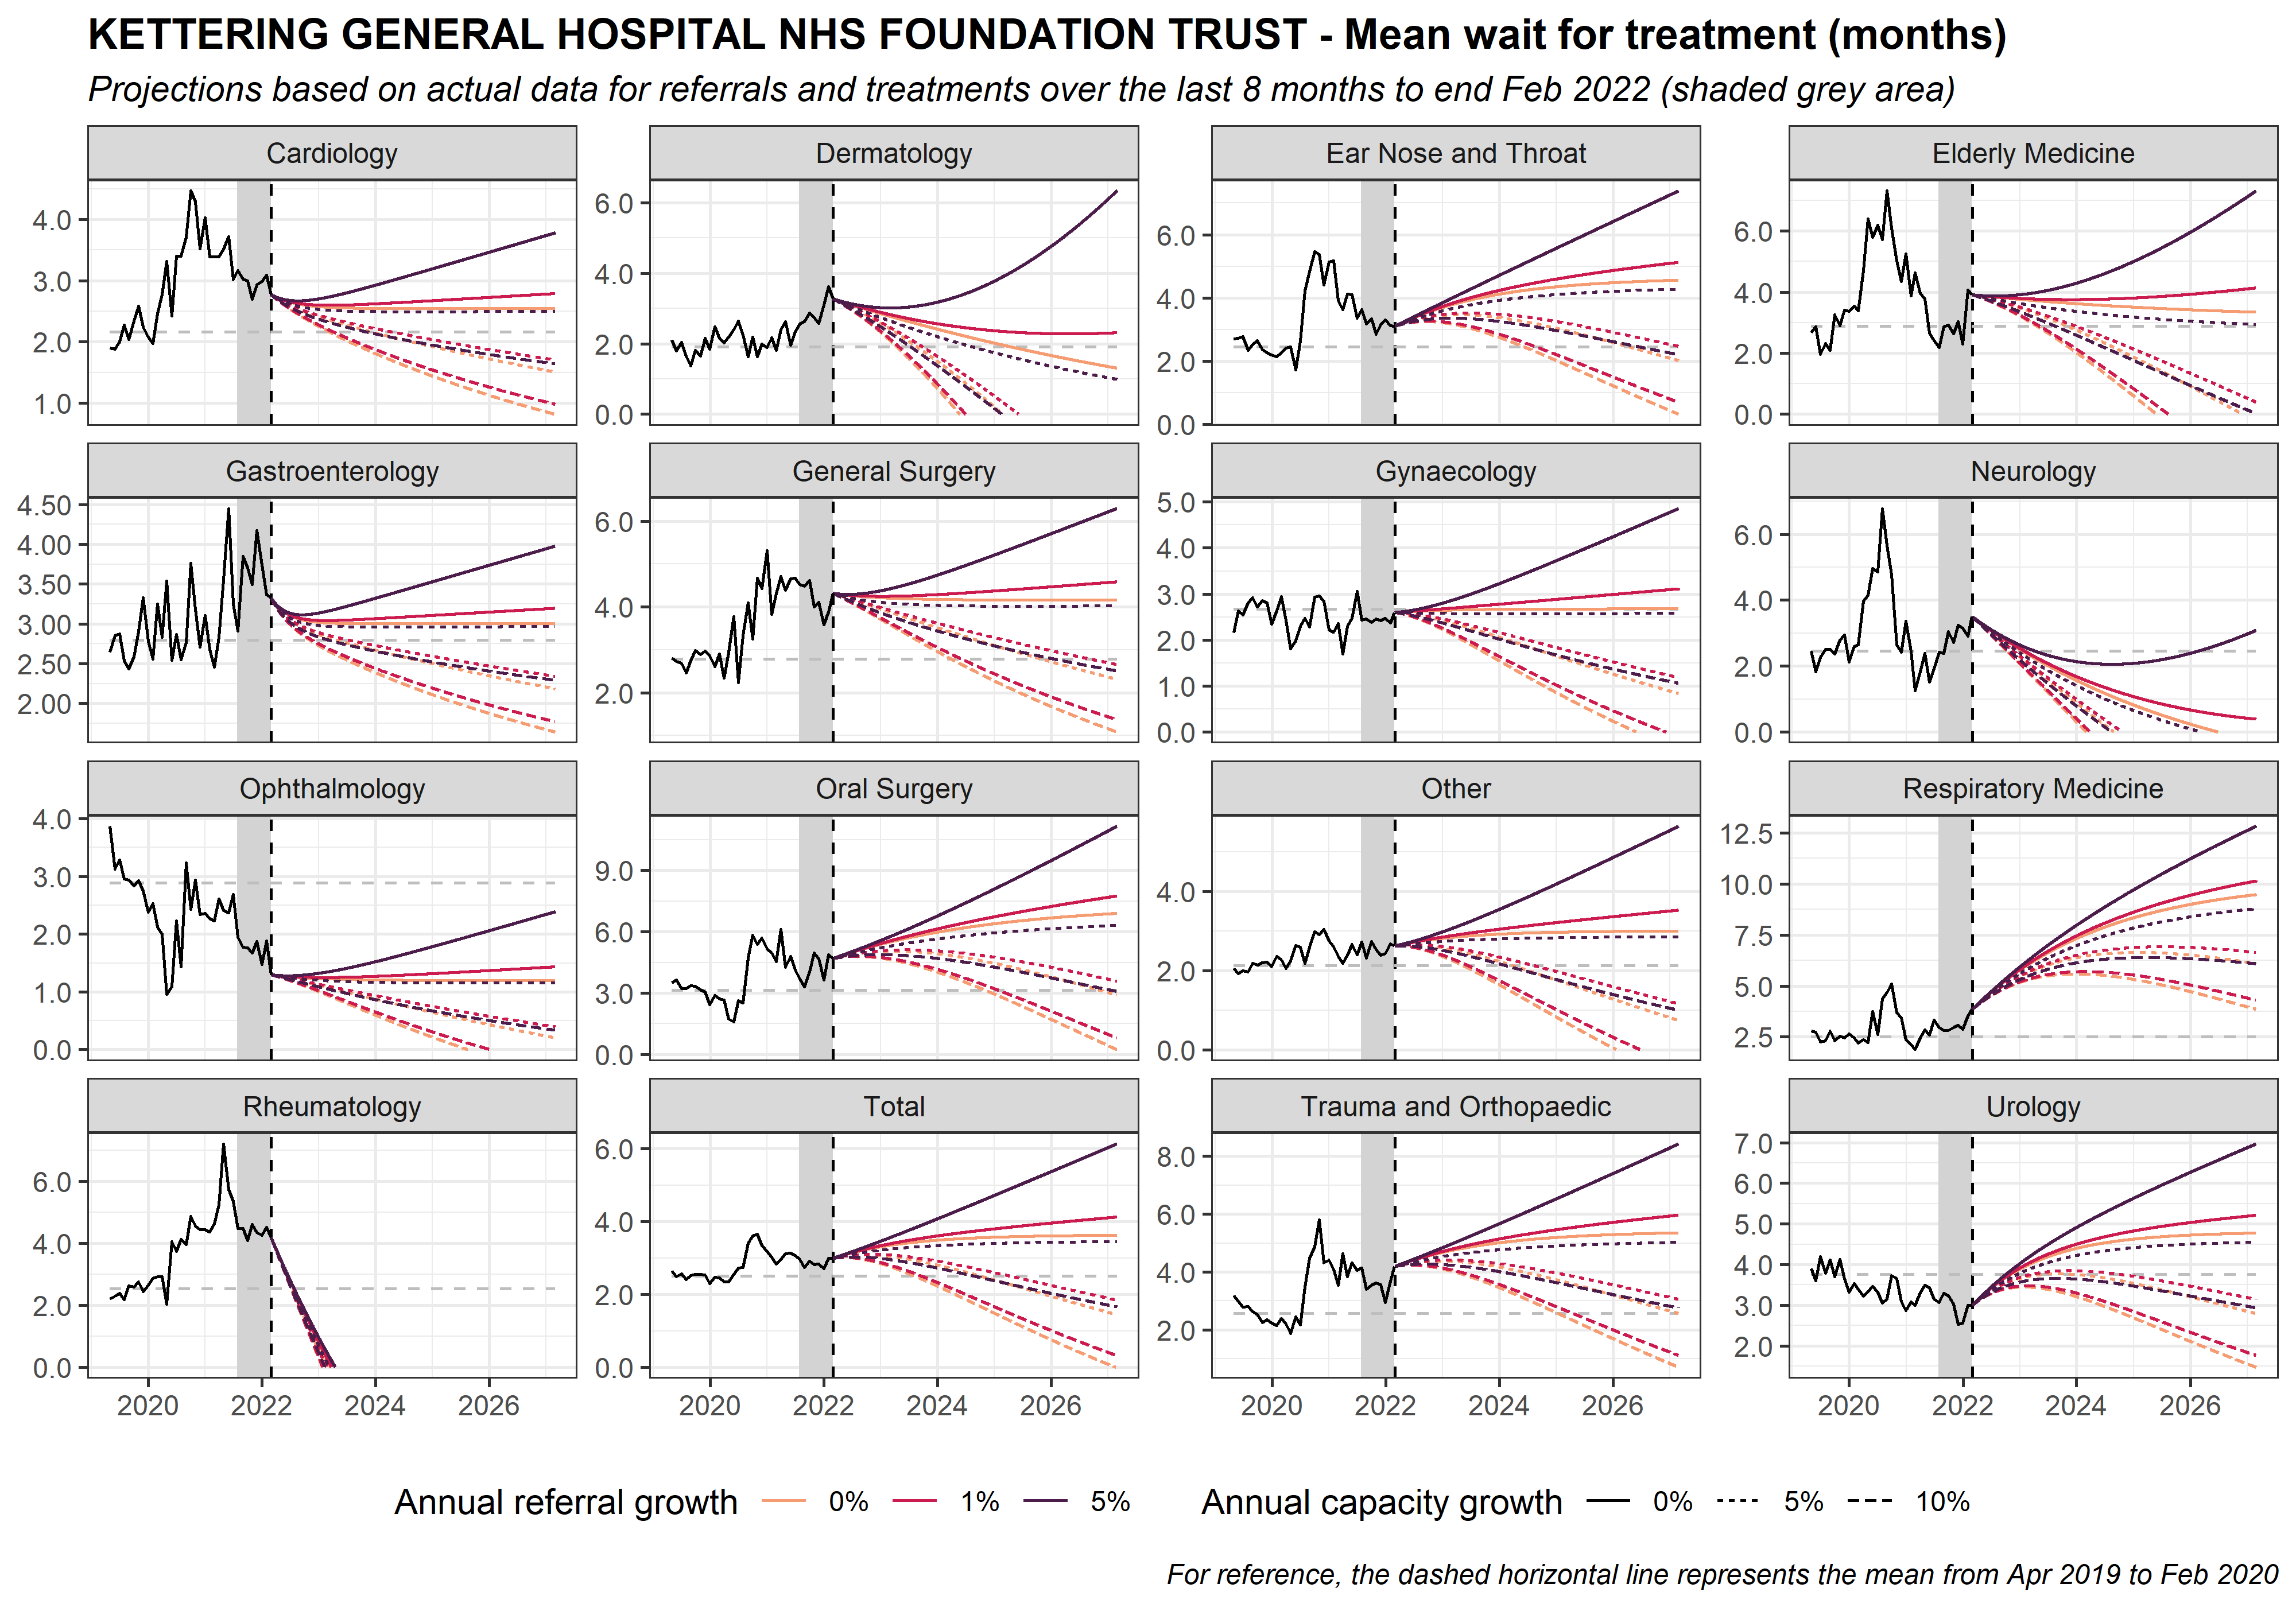 KETTERING GENERAL HOSPITAL NHS FOUNDATION TRUST - Mean wait for treatment (months)
Projections based on actual data for referrals and treatments over the last 8 months to end Feb 2022 (shaded grey area)
Cardiology Dermatology Ear Nose and Throat Elderly Medicine
4.0 6.0 6.0 6.0
3.0 4.0 4.0 4.0
2.0 2.0 2.0 2.0
1.0 0.0 0.0 0.0
Gastroenterology General Surgery Gynaecology Neurology
4.50 6.0 5.0 6.0
4.00 4.0 4.0 4.0
3.50 2.0 3.0 2.0
3.00 2.0 0.0
2.50 1.0
2.00 0.0
Ophthalmology Oral Surgery Other Respiratory Medicine
4.0 9.0 4.0 12.5
3.0 6.0 2.0 10.0
2.0 3.0 0.0 7.5
1.0 0.0 5.0
0.0 2.5
Rheumatology Total Trauma and Orthopaedic Urology
6.0 6.0 8.0 7.0
4.0 4.0 6.0 6.0
2.0 2.0 4.0 5.0
0.0 0.0 2.0 4.0
3.0
2.0
2020 2022 2024 2026 2020 2022 2024 2026 2020 2022 2024 2026 2020 2022 2024 2026
Annual referral growth 0% 1% 5% Annual capacity growth 0% 5% 10%
For reference, the dashed horizontal line represents the mean from Apr 2019 to Feb 2020